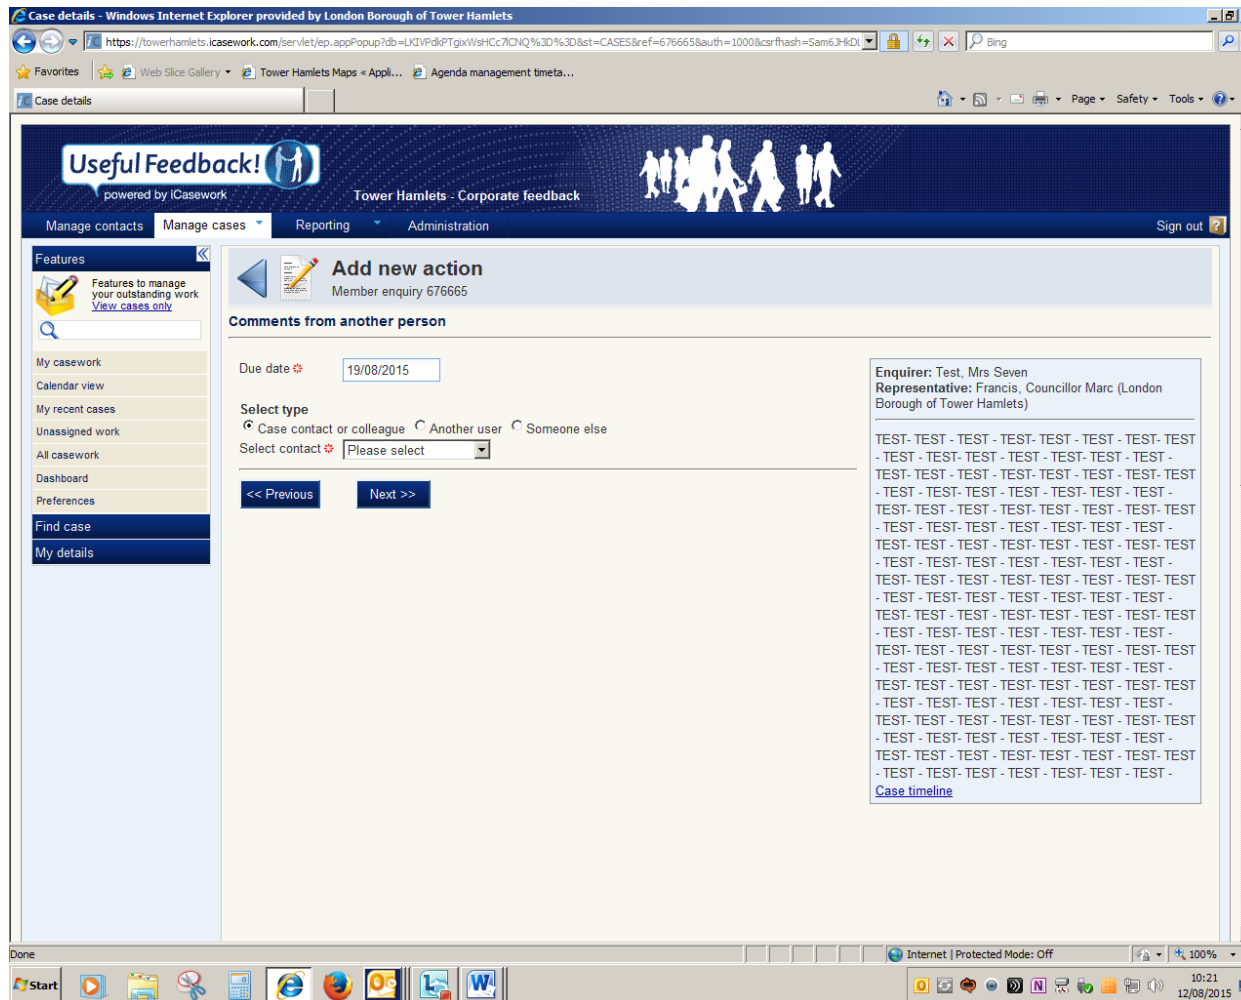 Case details - Windows Internet Explorer provided by London Borough of Tower Hamlets
https://towerhamlets.icasework.com/servlet/ep.appPopup?db=LKIVPdkPTgixWsHCc7lCNQ%3D%3D&st=CASES&ref=676665&auth=1000&csrfhash=Sam6JHkDL
Bing
Favorites Web Slice Gallery Tower Hamlets Maps « Appli... Agenda management timeta...
Case details
Page Safety Tools
Useful Feedback!
powered by iCasework
Tower Hamlets - Corporate feedback
Manage contacts Manage cases Reporting Administration Sign out
Features
Features to manage
your outstanding work
View cases only
My casework
Calendar view
My recent cases
Unassigned work
All casework
Dashboard
Preferences
Find case
My details
Add new action
Member enquiry 676665
Comments from another person
Due date 19/08/2015
Select type
Case contact or colleague Another user Someone else
Select contact Please select
<< Previous Next >>
Enquirer: Test, Mrs Seven
Representative: Francis, Councillor Marc (London
Borough of Tower Hamlets)
TEST- TEST - TEST - TEST- TEST - TEST - TEST- TEST
- TEST - TEST- TEST - TEST - TEST- TEST - TEST -
TEST- TEST - TEST - TEST- TEST - TEST - TEST- TEST
- TEST - TEST- TEST - TEST - TEST- TEST - TEST -
TEST- TEST - TEST - TEST- TEST - TEST - TEST- TEST
- TEST - TEST- TEST - TEST - TEST- TEST - TEST -
TEST- TEST - TEST - TEST- TEST - TEST - TEST- TEST
- TEST - TEST- TEST - TEST - TEST- TEST - TEST -
TEST- TEST - TEST - TEST- TEST - TEST - TEST- TEST
- TEST - TEST- TEST - TEST - TEST- TEST - TEST -
TEST- TEST - TEST - TEST- TEST - TEST - TEST- TEST
- TEST - TEST- TEST - TEST - TEST- TEST - TEST -
TEST- TEST - TEST - TEST- TEST - TEST - TEST- TEST
- TEST - TEST- TEST - TEST - TEST- TEST - TEST -
TEST- TEST - TEST - TEST- TEST - TEST - TEST- TEST
- TEST - TEST- TEST - TEST - TEST- TEST - TEST -
TEST- TEST - TEST - TEST- TEST - TEST - TEST- TEST
- TEST - TEST- TEST - TEST - TEST- TEST - TEST -
TEST- TEST - TEST - TEST- TEST - TEST - TEST- TEST
- TEST - TEST- TEST - TEST - TEST- TEST - TEST -
Case timeline
Done Internet | Protected Mode: Off 100%
Start 10:21
12/08/2015